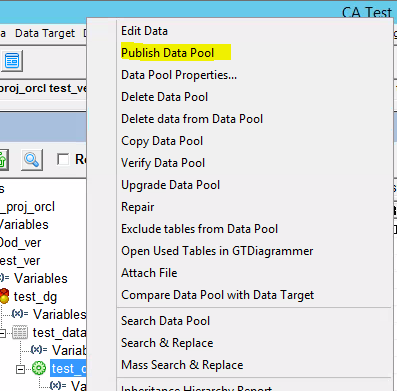 CA Test
a Data Target D
Edit Data
Publish Data Pool
proj_orcl test_ve
Data Pool Properties...
Delete Data Pool
Delete data from Data Pool
Copy Data Pool
Re
Verify Data Pool
Upgrade Data Pool
s
_proj_orcl
Repair
Variables
Exclude tables from Data Pool
Ood_ver
est_ver
Open Used Tables in GTDiagrammer
(x)= Variables
Attach File
test_dg
Compare Data Pool with Data Target
(x)= Variables
test_data
Search Data Pool
(x)= Varial
Search & Replace
test_d
Mass Search & Replace
(x)= V
Inheritance Hierarchy Report